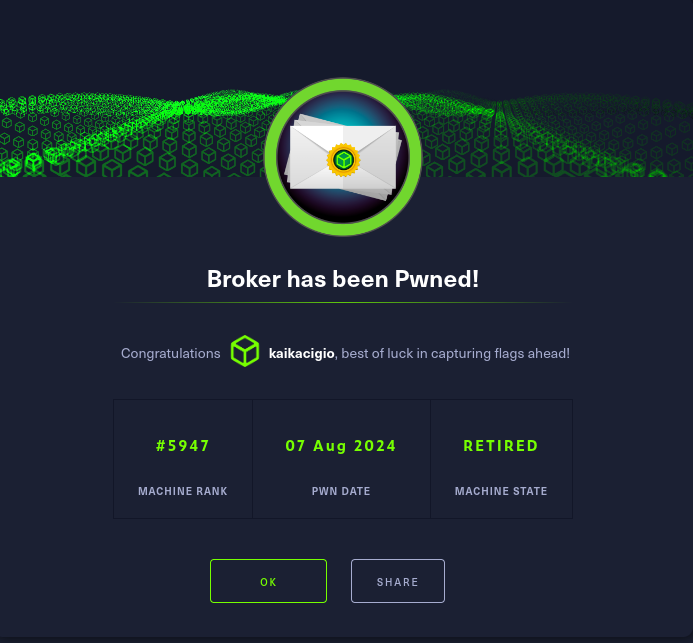 Broker has been Pwned!
Congratulations kaikacigio, best of luck in capturing flags ahead!
#5947 07 Aug 2024 RETIRED
MACHINE RANK PWN DATE MACHINE STATE
OK SHARE